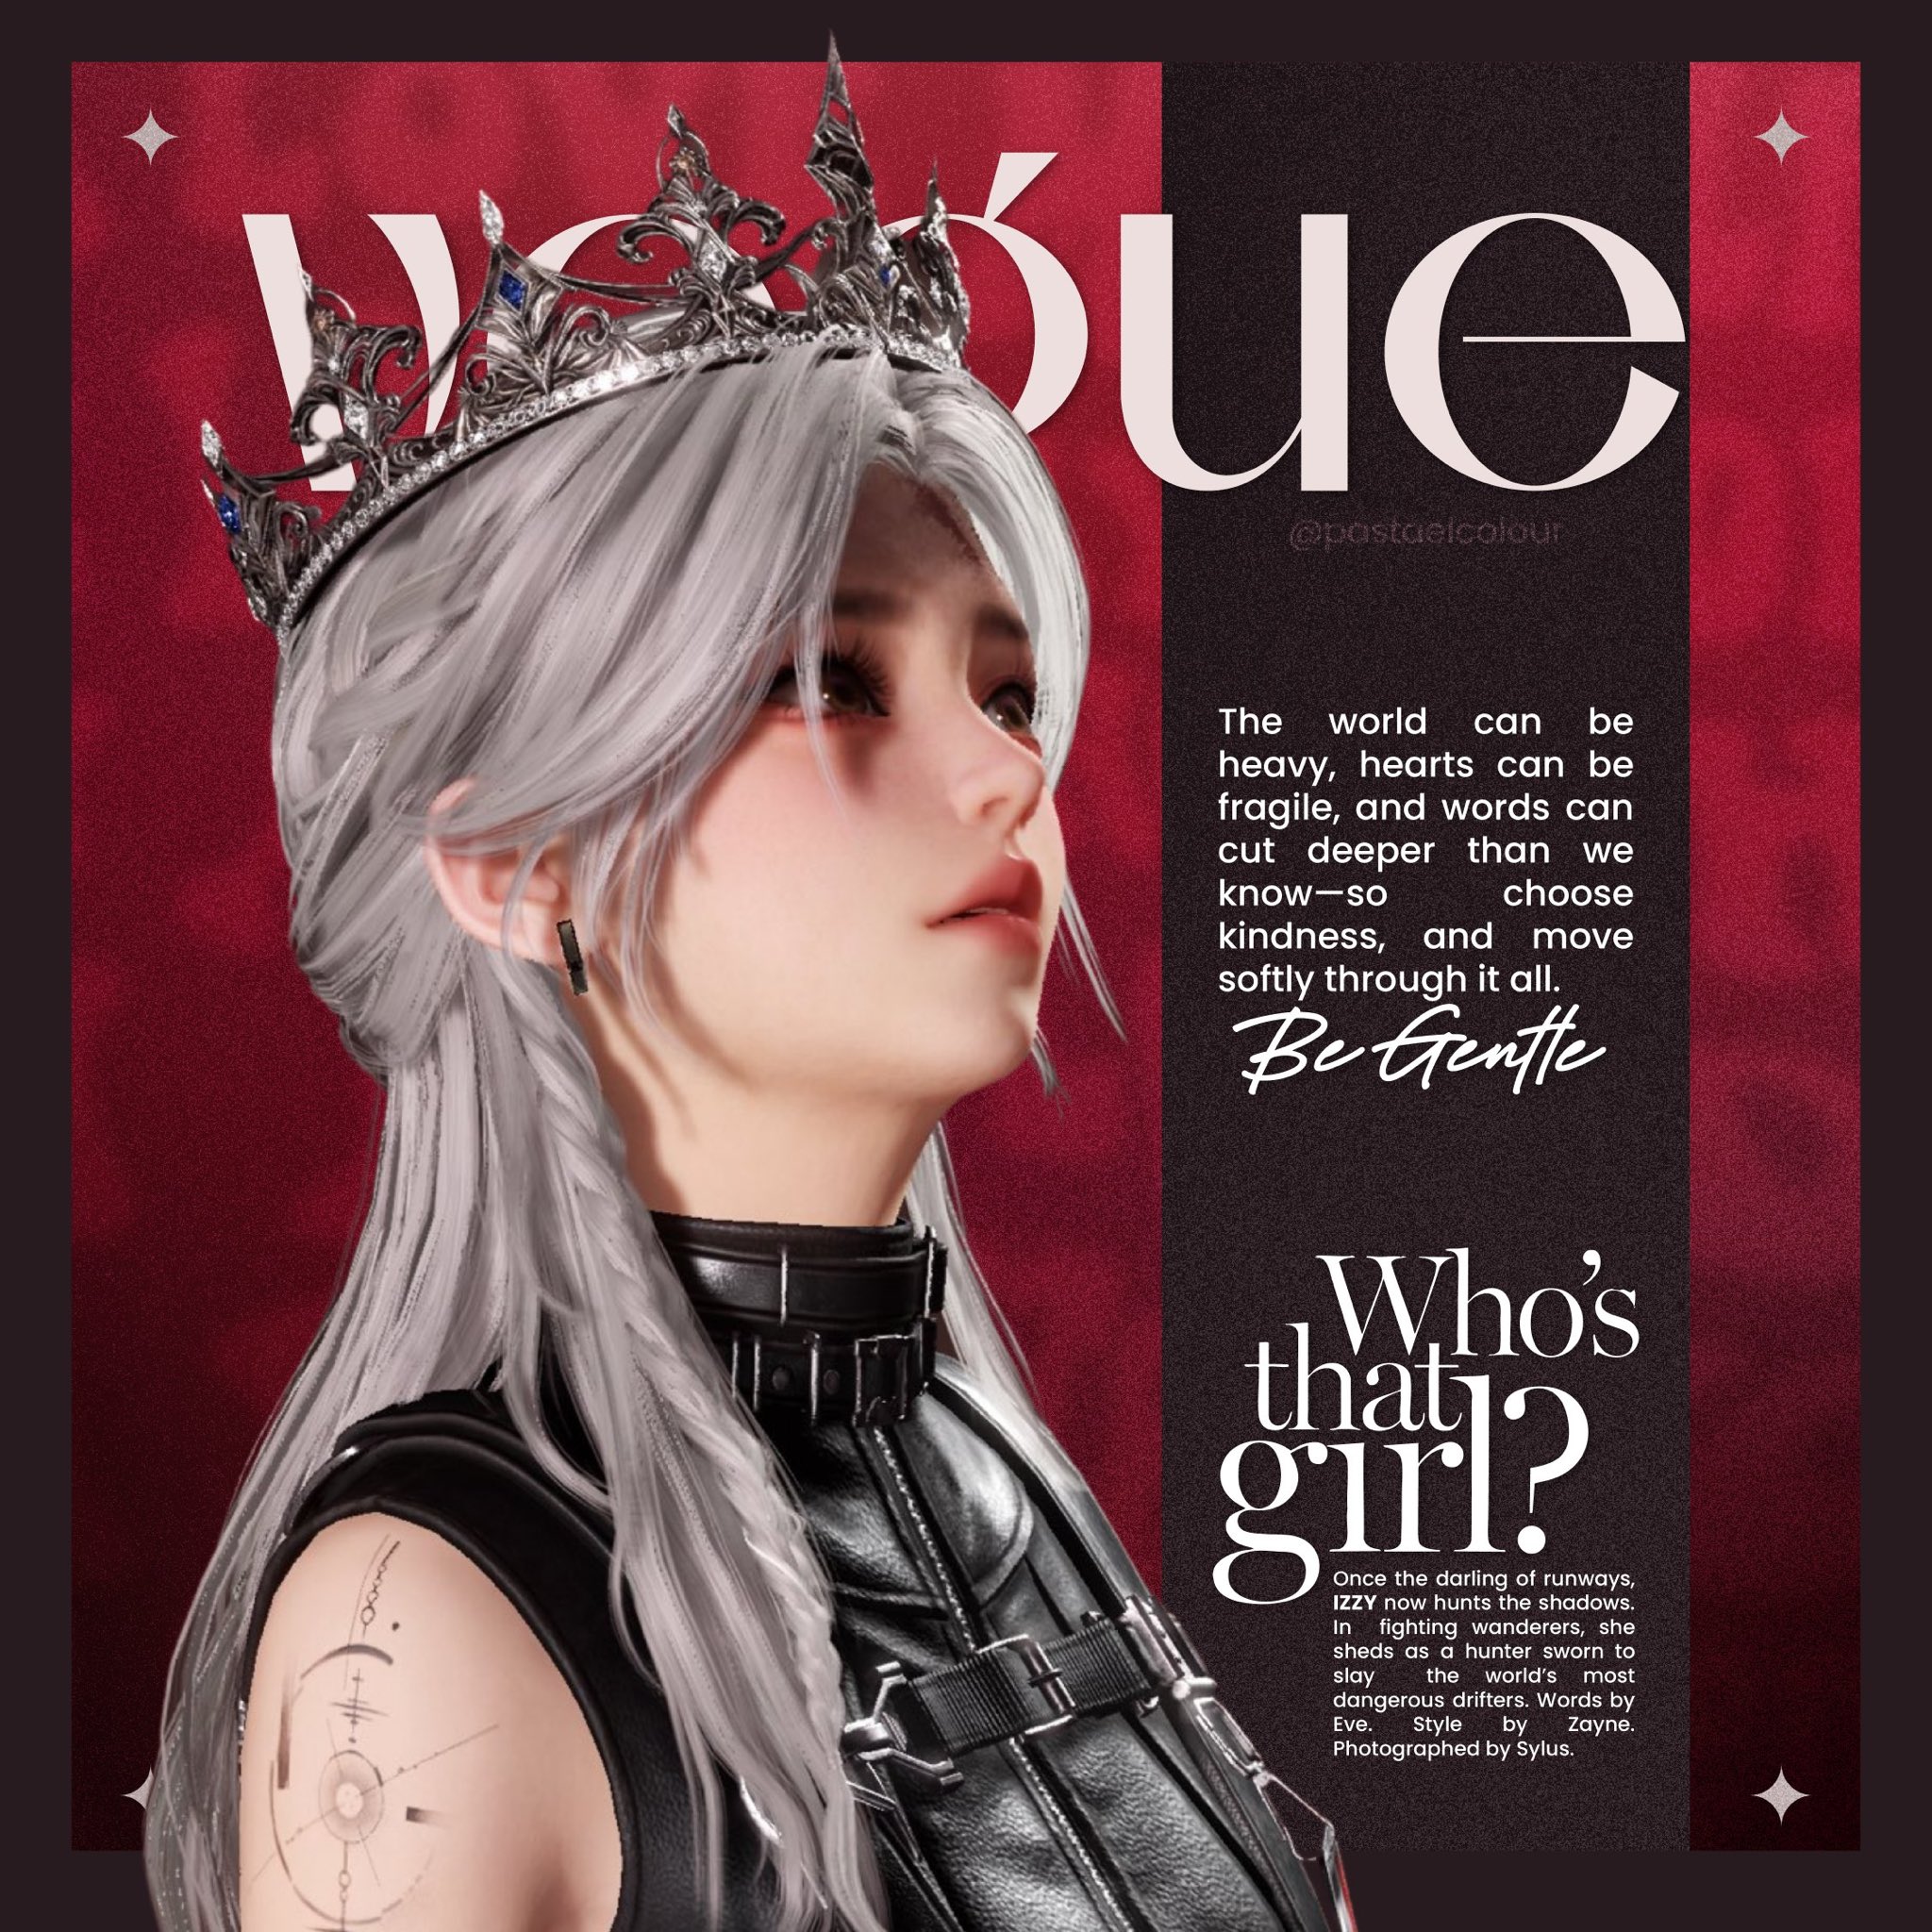 vogue
@pastaelcolour
The world can be
heavy, hearts can be
fragile, and words can
cut deeper than we
know—so choose
kindness, and move
softly through it all.
Be Gentle
Who's
that
girl?
Once the darling of runways,
IZZY now hunts the shadows.
In fighting wanderers, she
sheds as a hunter sworn to
slay the world's most
dangerous drifters. Words by
Eve. Style by Zayne.
Photographed by Sylus.